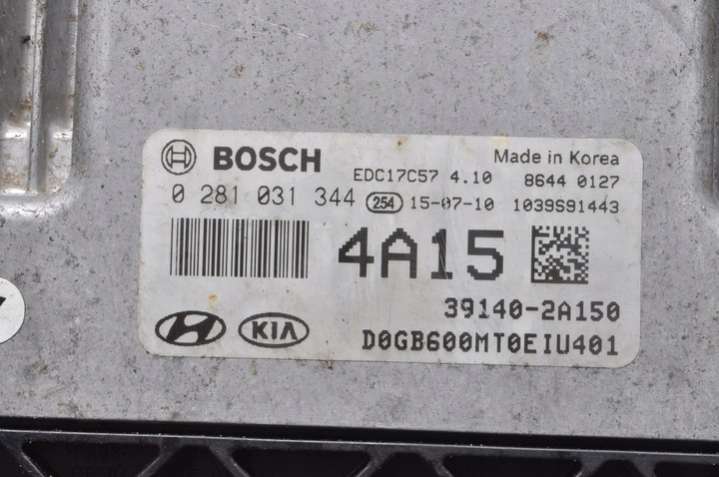 BOSCH
Made in Korea
EDC17C57 4.10 8644 0127
0 281 031 344 254 15-07-10 1039S91443
4A15
39140-2A150
KIA
D0GB600MT0EIU401